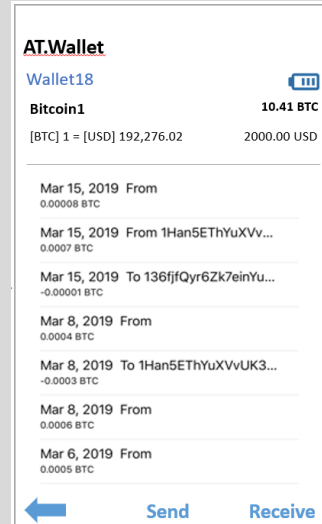 AT.Wallet
Wallet18
Bitcoin1 10.41 BTC
[BTC] 1 = [USD] 192,276.02 2000.00 USD
Mar 15, 2019 From
0.00008 BTC
Mar 15, 2019 From 1Han5EThYuXVv...
0.0007 BTC
Mar 15, 2019 To 136fjfQyr6Zk7einYu...
-0.00001 BTC
Mar 8, 2019 From
0.0004 BTC
Mar 8, 2019 To 1Han5EThYuXVvUK3...
-0.0003 BTC
Mar 8, 2019 From
0.0006 BTC
Mar 6, 2019 From
0.0005 BTC
Send Receive